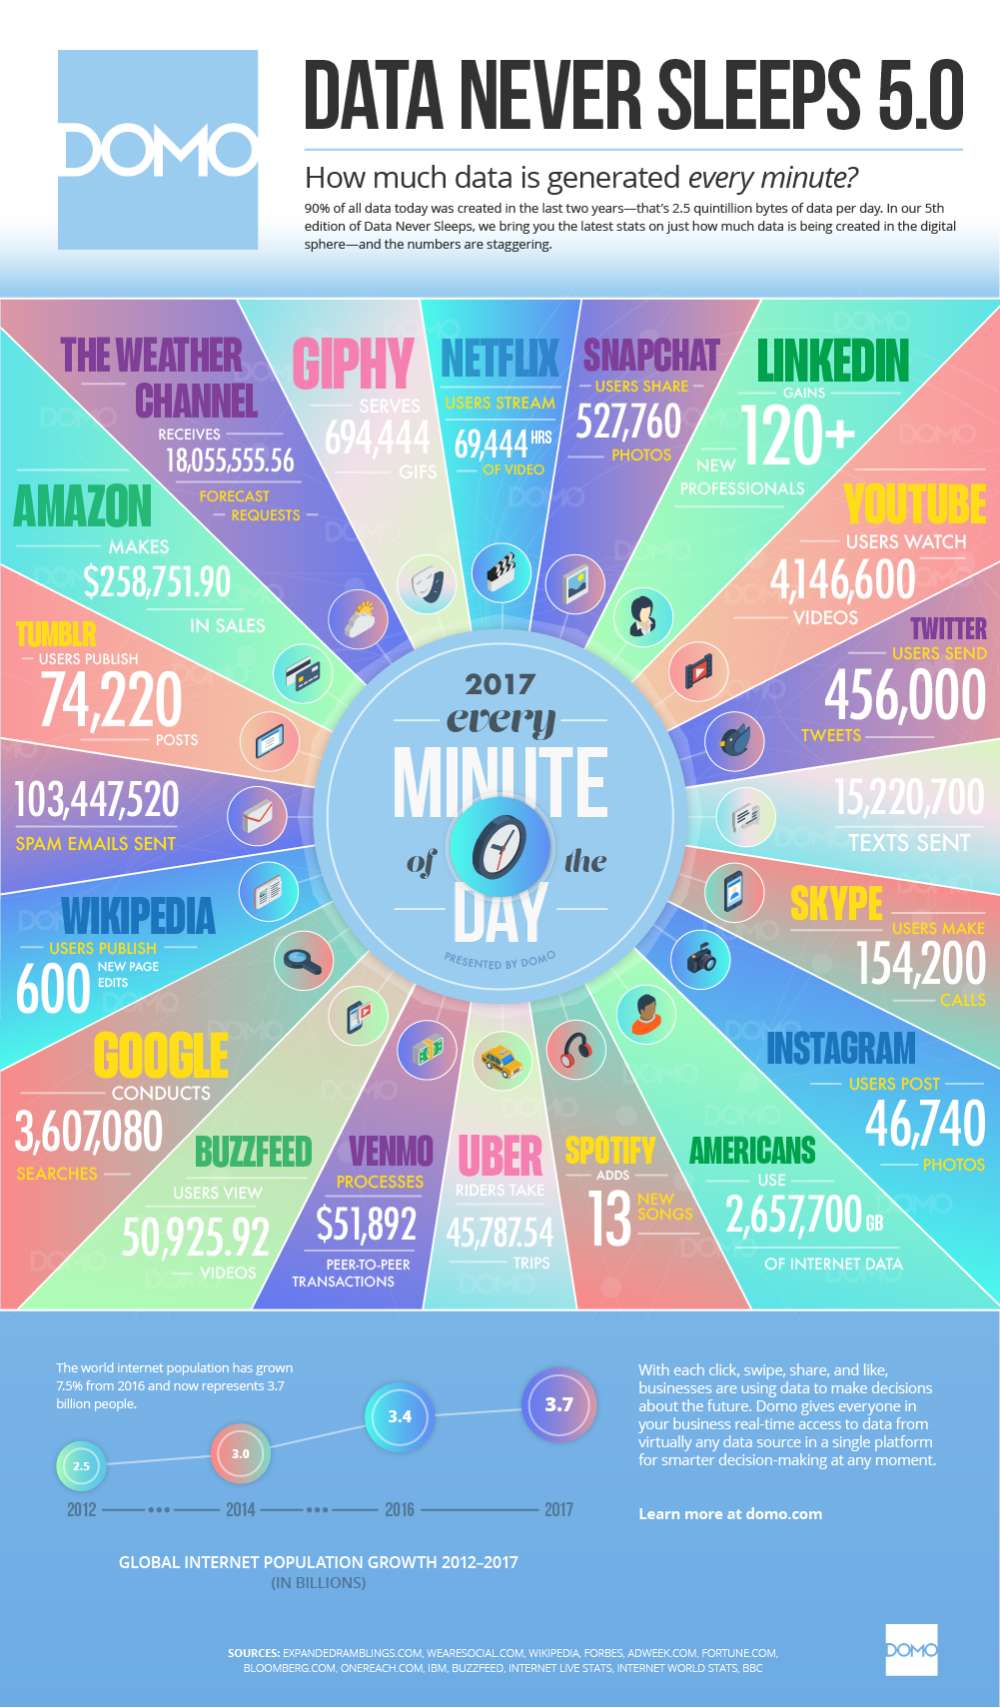 DOMO
DATA NEVER SLEEPS 5.0
How much data is generated every minute?
90% of all data today was created in the last two years—that's 2.5 quintillion bytes of data per day. In our 5th
edition of Data Never Sleeps, we bring you the latest stats on just how much data is being created in the digital
sphere—and the numbers are staggering.
THE WEATHER
CHANNEL
RECEIVES
18,055,555.56
FORECAST
REQUESTS
GIPHY
SERVES
694,444
GIFS
NETFLIX
USERS STREAM
69,444 HRS
OF VIDEO
SNAPCHAT
USERS SHARE
527,760
PHOTOS
LINKEDIN
GAINS
120+
NEW
PROFESSIONALS
YOUTUBE
USERS WATCH
4,146,600
VIDEOS
TWITTER
USERS SEND
456,000
TWEETS
15,220,700
TEXTS SENT
SKYPE
USERS MAKE
154,200
CALLS
INSTAGRAM
USERS POST
46,740
PHOTOS
AMERICANS
USE
2,657,700 GB
OF INTERNET DATA
SPOTIFY
ADDS
13 NEW
SONGS
UBER
RIDERS TAKE
45,787.54
TRIPS
VENMO
PROCESSES
$51,892
PEER-TO-PEER
TRANSACTIONS
BUZZFEED
USERS VIEW
50,925.92
VIDEOS
GOOGLE
CONDUCTS
3,607,080
SEARCHES
WIKIPEDIA
USERS PUBLISH
600 NEW PAGE
EDITS
103,447,520
SPAM EMAILS SENT
TUMBLR
USERS PUBLISH
74,220
POSTS
AMAZON
MAKES
$258,751.90
IN SALES
2017
every
MINUTE
of the
DAY
PRESENTED BY DOMO
The world internet population has grown
7.5% from 2016 and now represents 3.7
billion people.
2.5
3.0
3.4
3.7
2012 2014 2016 2017
GLOBAL INTERNET POPULATION GROWTH 2012–2017
(IN BILLIONS)
With each click, swipe, share, and like,
businesses are using data to make decisions
about the future. Domo gives everyone in
your business real-time access to data from
virtually any data source in a single platform
for smarter decision-making at any moment.
Learn more at domo.com
SOURCES: EXPANDEDRAMBLINGS.COM, WEARESOCIAL.COM, WIKIPEDIA, FORBES, ADWEEK.COM, FORTUNE.COM,
BLOOMBERG.COM, ONEREACH.COM, IBM, BUZZFEED, INTERNET LIVE STATS, INTERNET WORLD STATS, BBC
DOMO